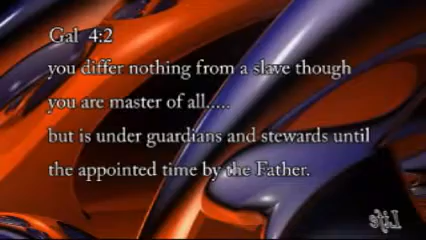 Gal 4:2
you differ nothing from a slave though
you are master of all.....
but is under guardians and stewards until
the appointed time by the Father.
Life